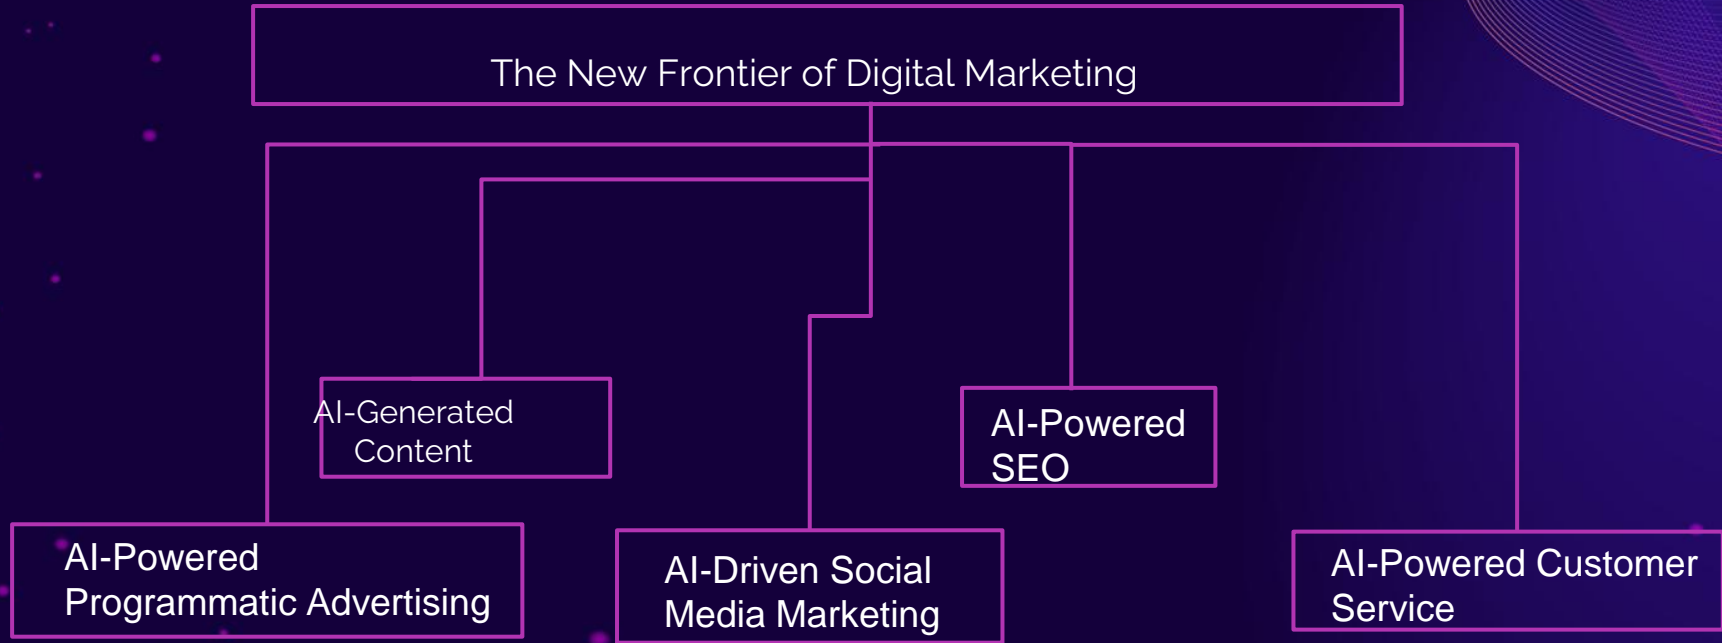 The New Frontier of Digital Marketing
AI-Generated
Content
AI-Powered
SEO
AI-Powered
Programmatic Advertising
AI-Driven Social
Media Marketing
AI-Powered Customer
Service